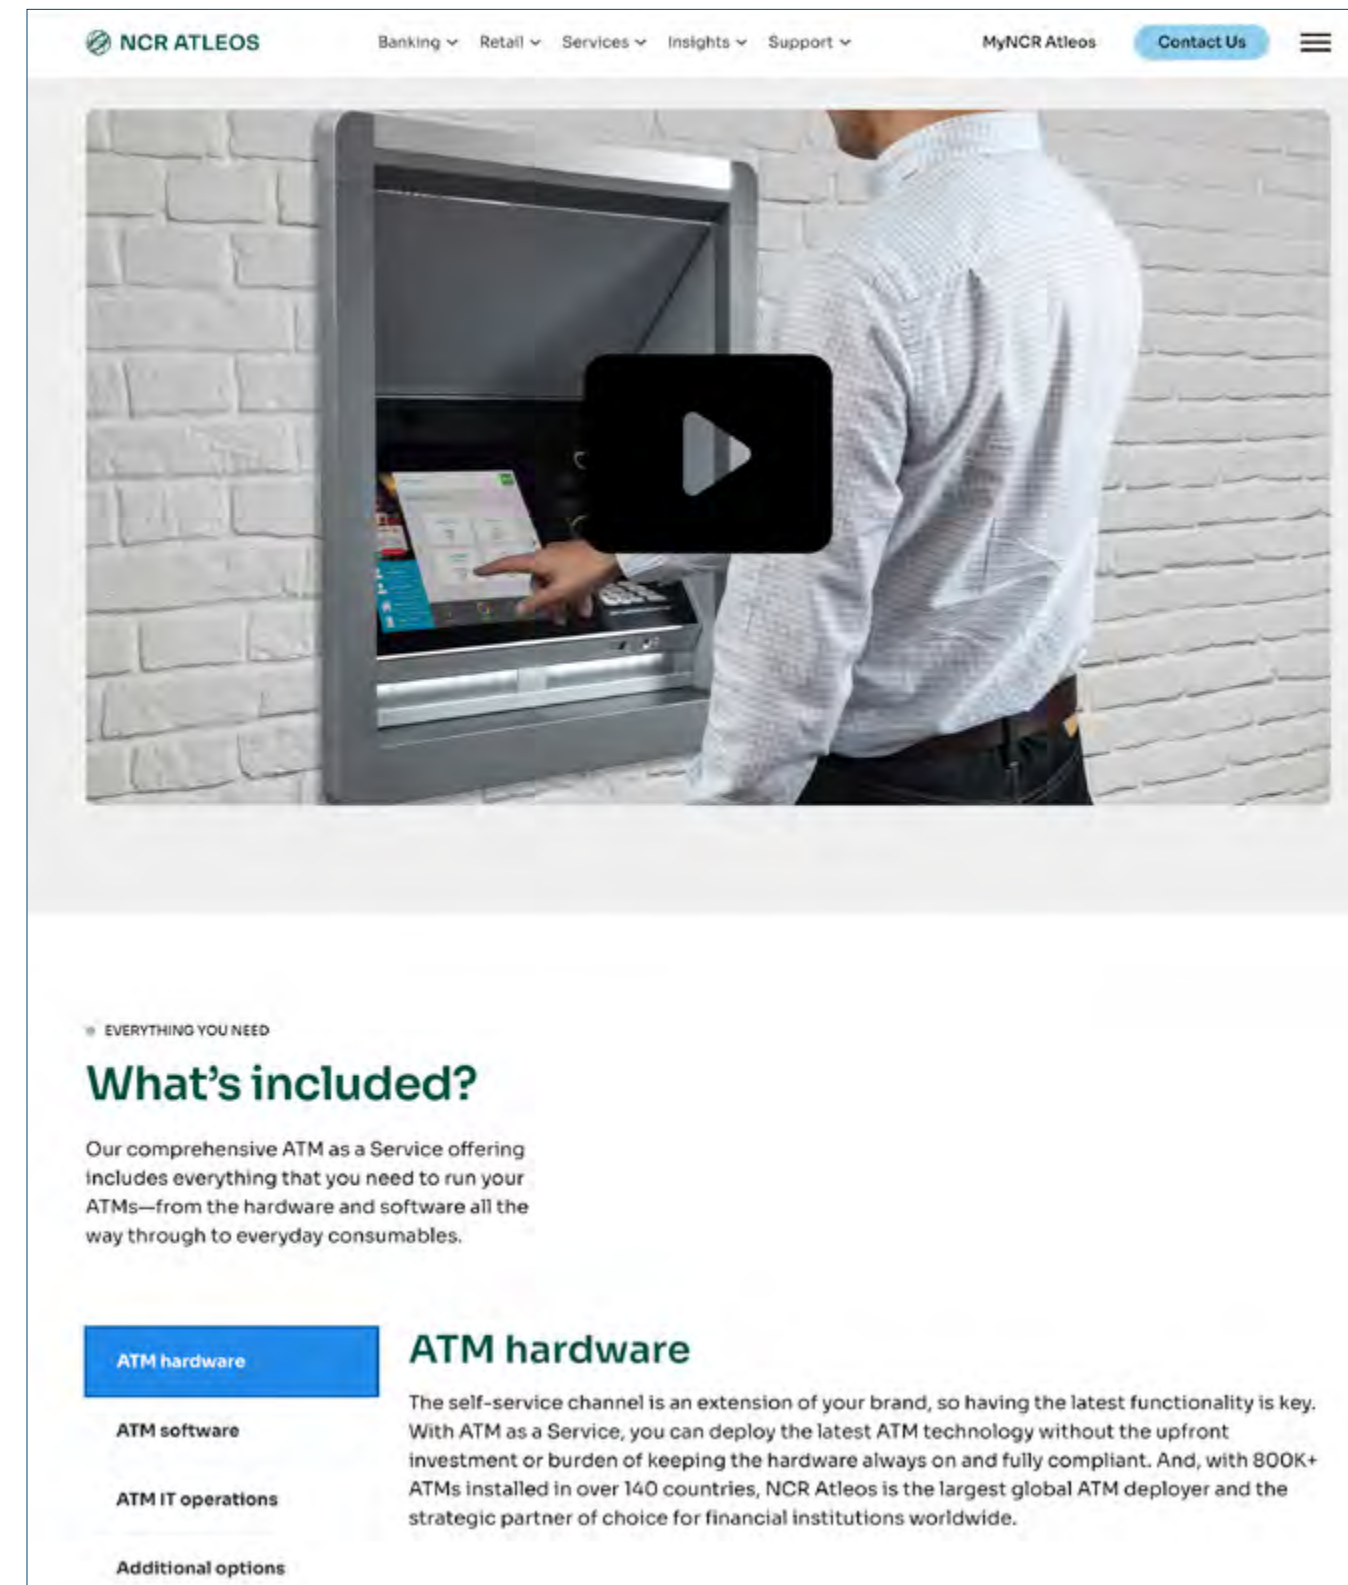 NCR ATLEOS
Banking Retail Services Insights Support MyNCR Atleos Contact Us
EVERYTHING YOU NEED
What's included?
Our comprehensive ATM as a Service offering
includes everything that you need to run your
ATMs—from the hardware and software all the
way through to everyday consumables.
ATM hardware
ATM software
ATM IT operations
Additional options
ATM hardware
The self-service channel is an extension of your brand, so having the latest functionality is key.
With ATM as a Service, you can deploy the latest ATM technology without the upfront
investment or burden of keeping the hardware always on and fully compliant. And, with 800K+
ATMs installed in over 140 countries, NCR Atleos is the largest global ATM deployer and the
strategic partner of choice for financial institutions worldwide.